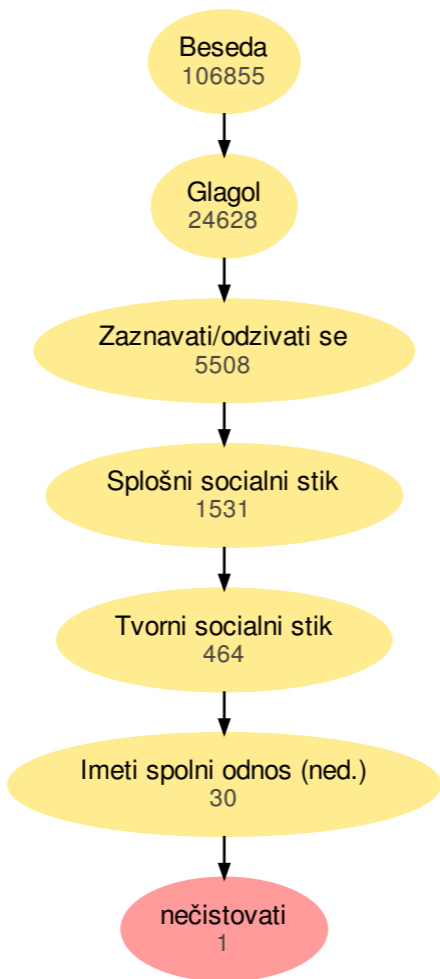 Beseda
106855
Glagol
24628
Zaznavati/odzivati se
5508
Splošni socialni stik
1531
Tvorni socialni stik
464
Imeti spolni odnos (ned.)
30
nečistovati
1